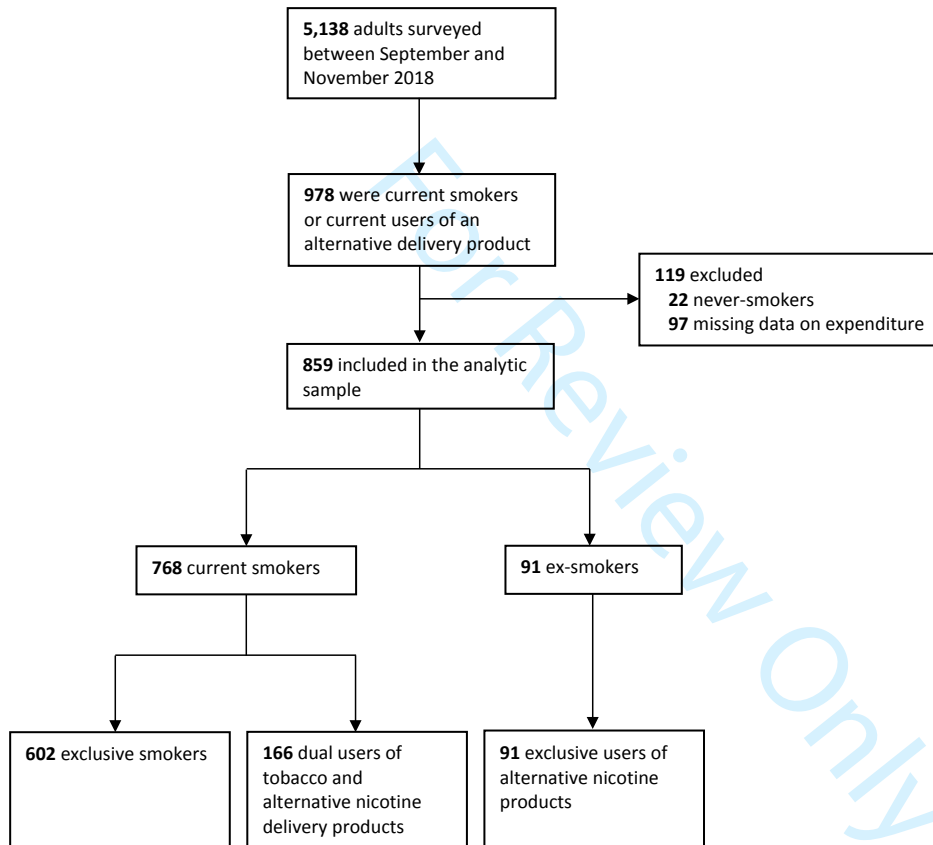 5,138 adults surveyed
between September and
November 2018
978 were current smokers
or current users of an
alternative delivery product
119 excluded
22 never-smokers
97 missing data on expenditure
859 included in the analytic
sample
768 current smokers
91 ex-smokers
602 exclusive smokers
166 dual users of
tobacco and
alternative nicotine
delivery products
91 exclusive users of
alternative nicotine
products
For Review Only